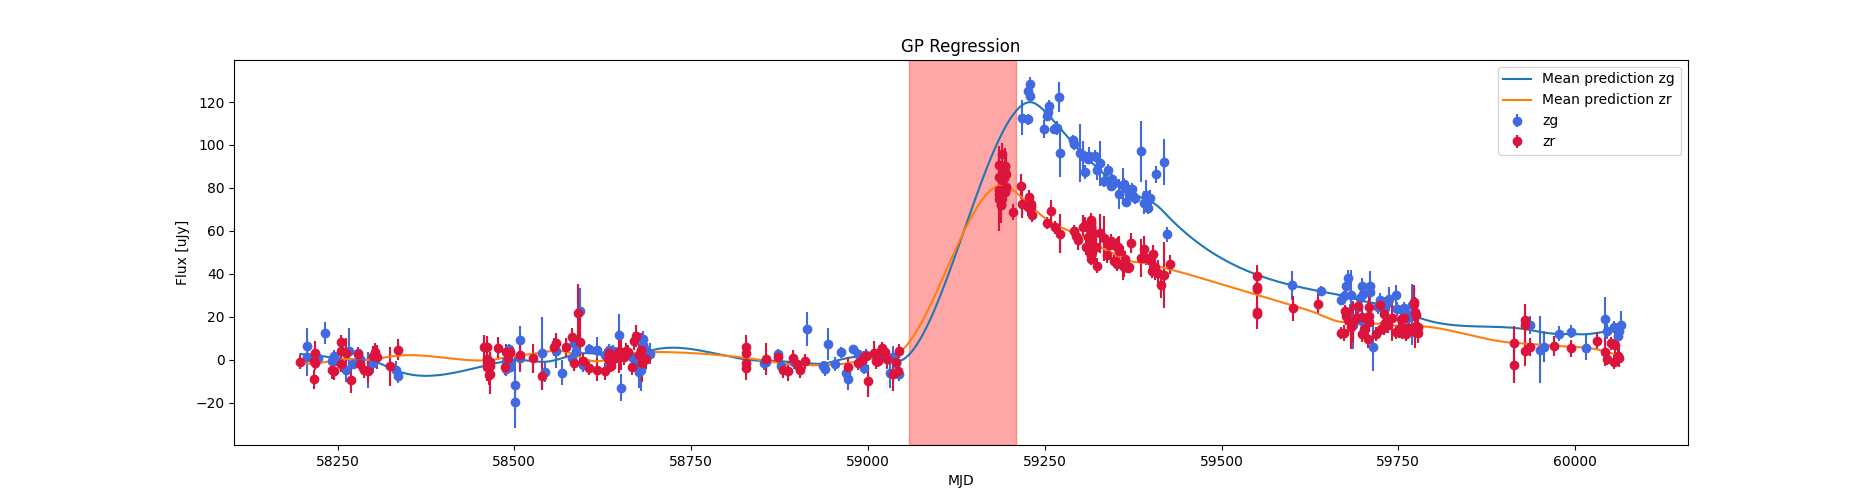 GP Regression
Flux [uJy]
120
100
80
60
40
20
0
−20
58250
58500
58750
59000
59250
59500
59750
60000
MJD
Mean prediction zg
Mean prediction zr
zg
zr